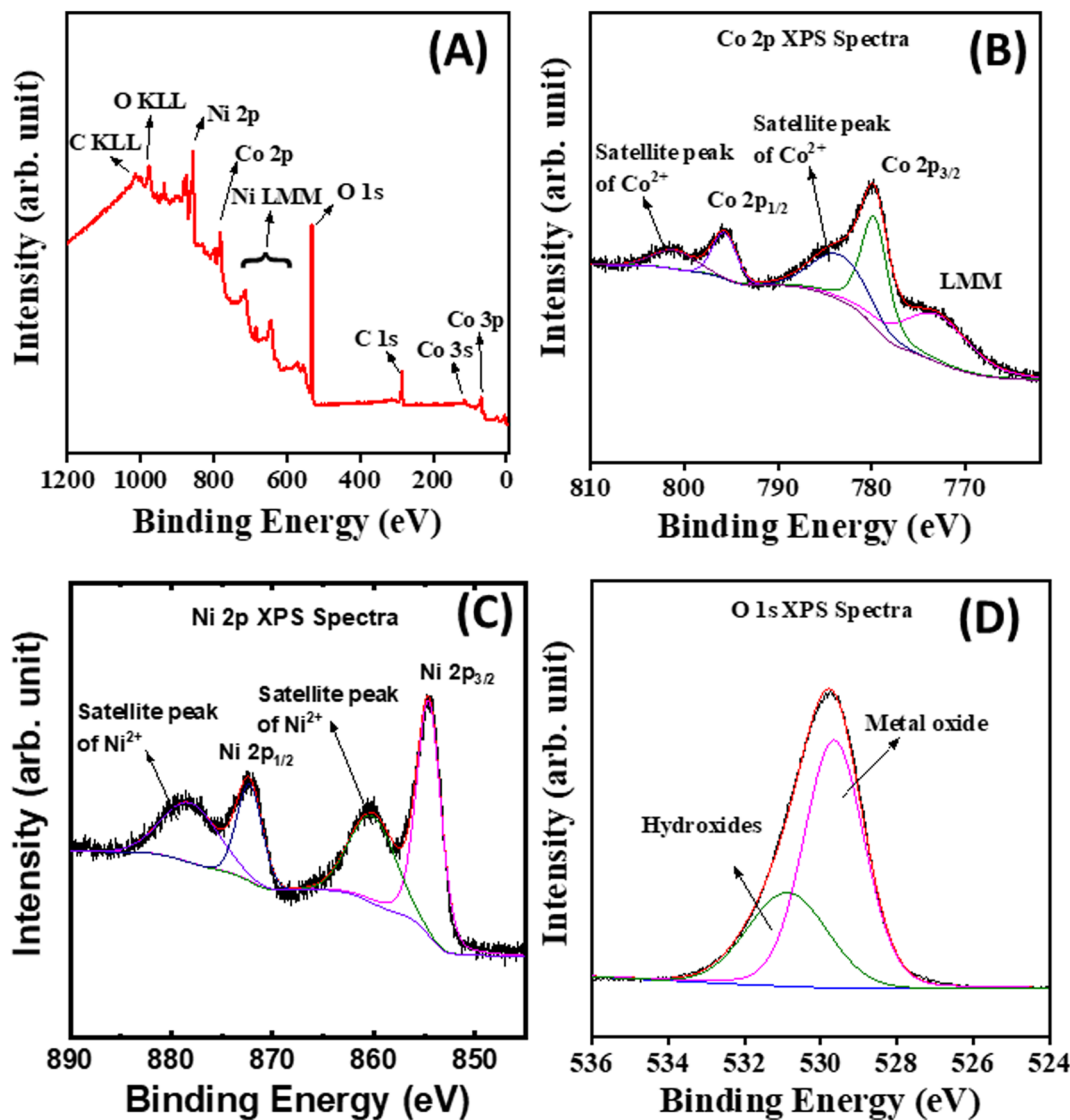 (A)
O KLL
C KLL
Ni 2p
Co 2p
Ni LMM
O 1s
C 1s
Co 3s
Co 3p
Intensity (arb. unit)
1200 1000 800 600 400 200 0
Binding Energy (eV)
Co 2p XPS Spectra
(B)
Satellite peak
of Co²⁺
Satellite peak
of Co²⁺
Co 2p₃/₂
Co 2p₁/₂
LMM
Intensity (arb. unit)
810 800 790 780 770
Binding Energy (eV)
Ni 2p XPS Spectra
(C)
Ni 2p₃/₂
Satellite peak
of Ni²⁺
Satellite peak
of Ni²⁺
Ni 2p₁/₂
Intensity (arb. unit)
890 880 870 860 850
Binding Energy (eV)
O 1s XPS Spectra
(D)
Metal oxide
Hydroxides
Intensity (arb. unit)
536 534 532 530 528 526 524
Binding Energy (eV)